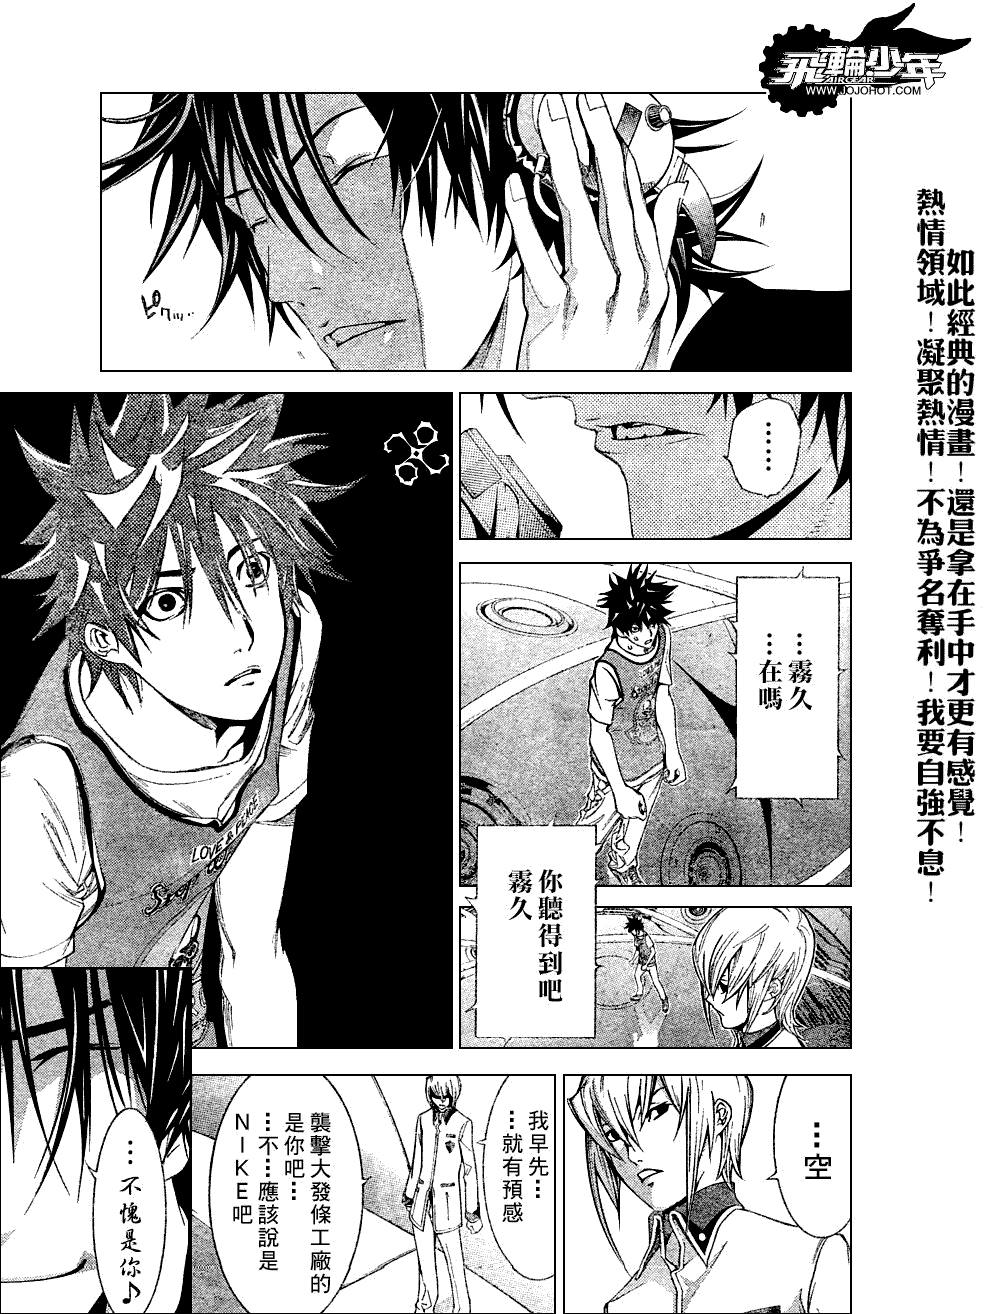 飛輪少年
AIRGEAR
WWW.JOJOHOT.COM
如此經典的漫畫！還是拿在手中才更有感覺！
熱情領域！凝聚熱情！不為爭名奪利！我要自強不息！
ピクッ…
……
…霧久
…在嗎
你聽得到吧
霧久
LOVE & PEACE
…空
我早先…
…就有預感
襲擊大發條工廠的
是你吧…
…不…應該說是
NIKE吧
…不愧是你♪